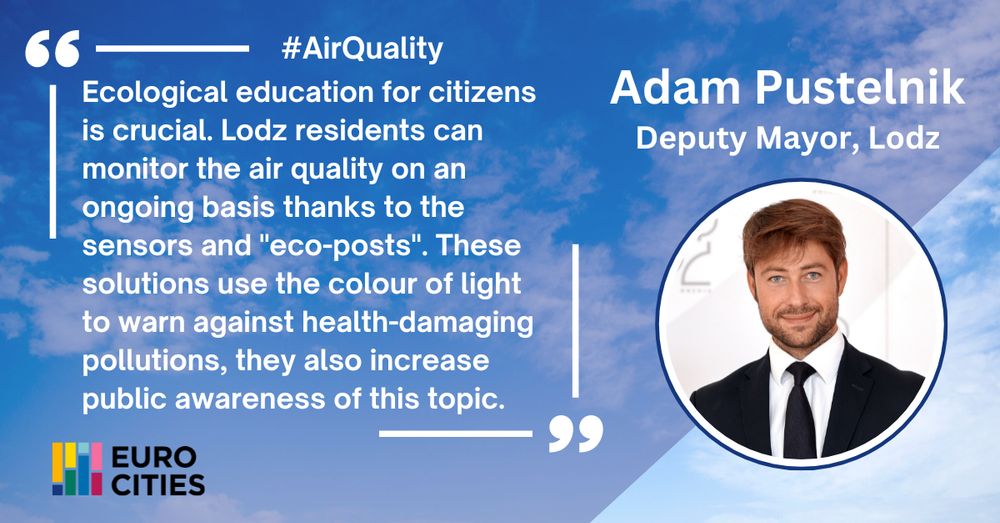 #AirQuality
Ecological education for citizens
is crucial. Lodz residents can
monitor the air quality on an
ongoing basis thanks to the
sensors and "eco-posts". These
solutions use the colour of light
to warn against health-damaging
pollutions, they also increase
public awareness of this topic.
Adam Pustelnik
Deputy Mayor, Lodz
EURO
CITIES